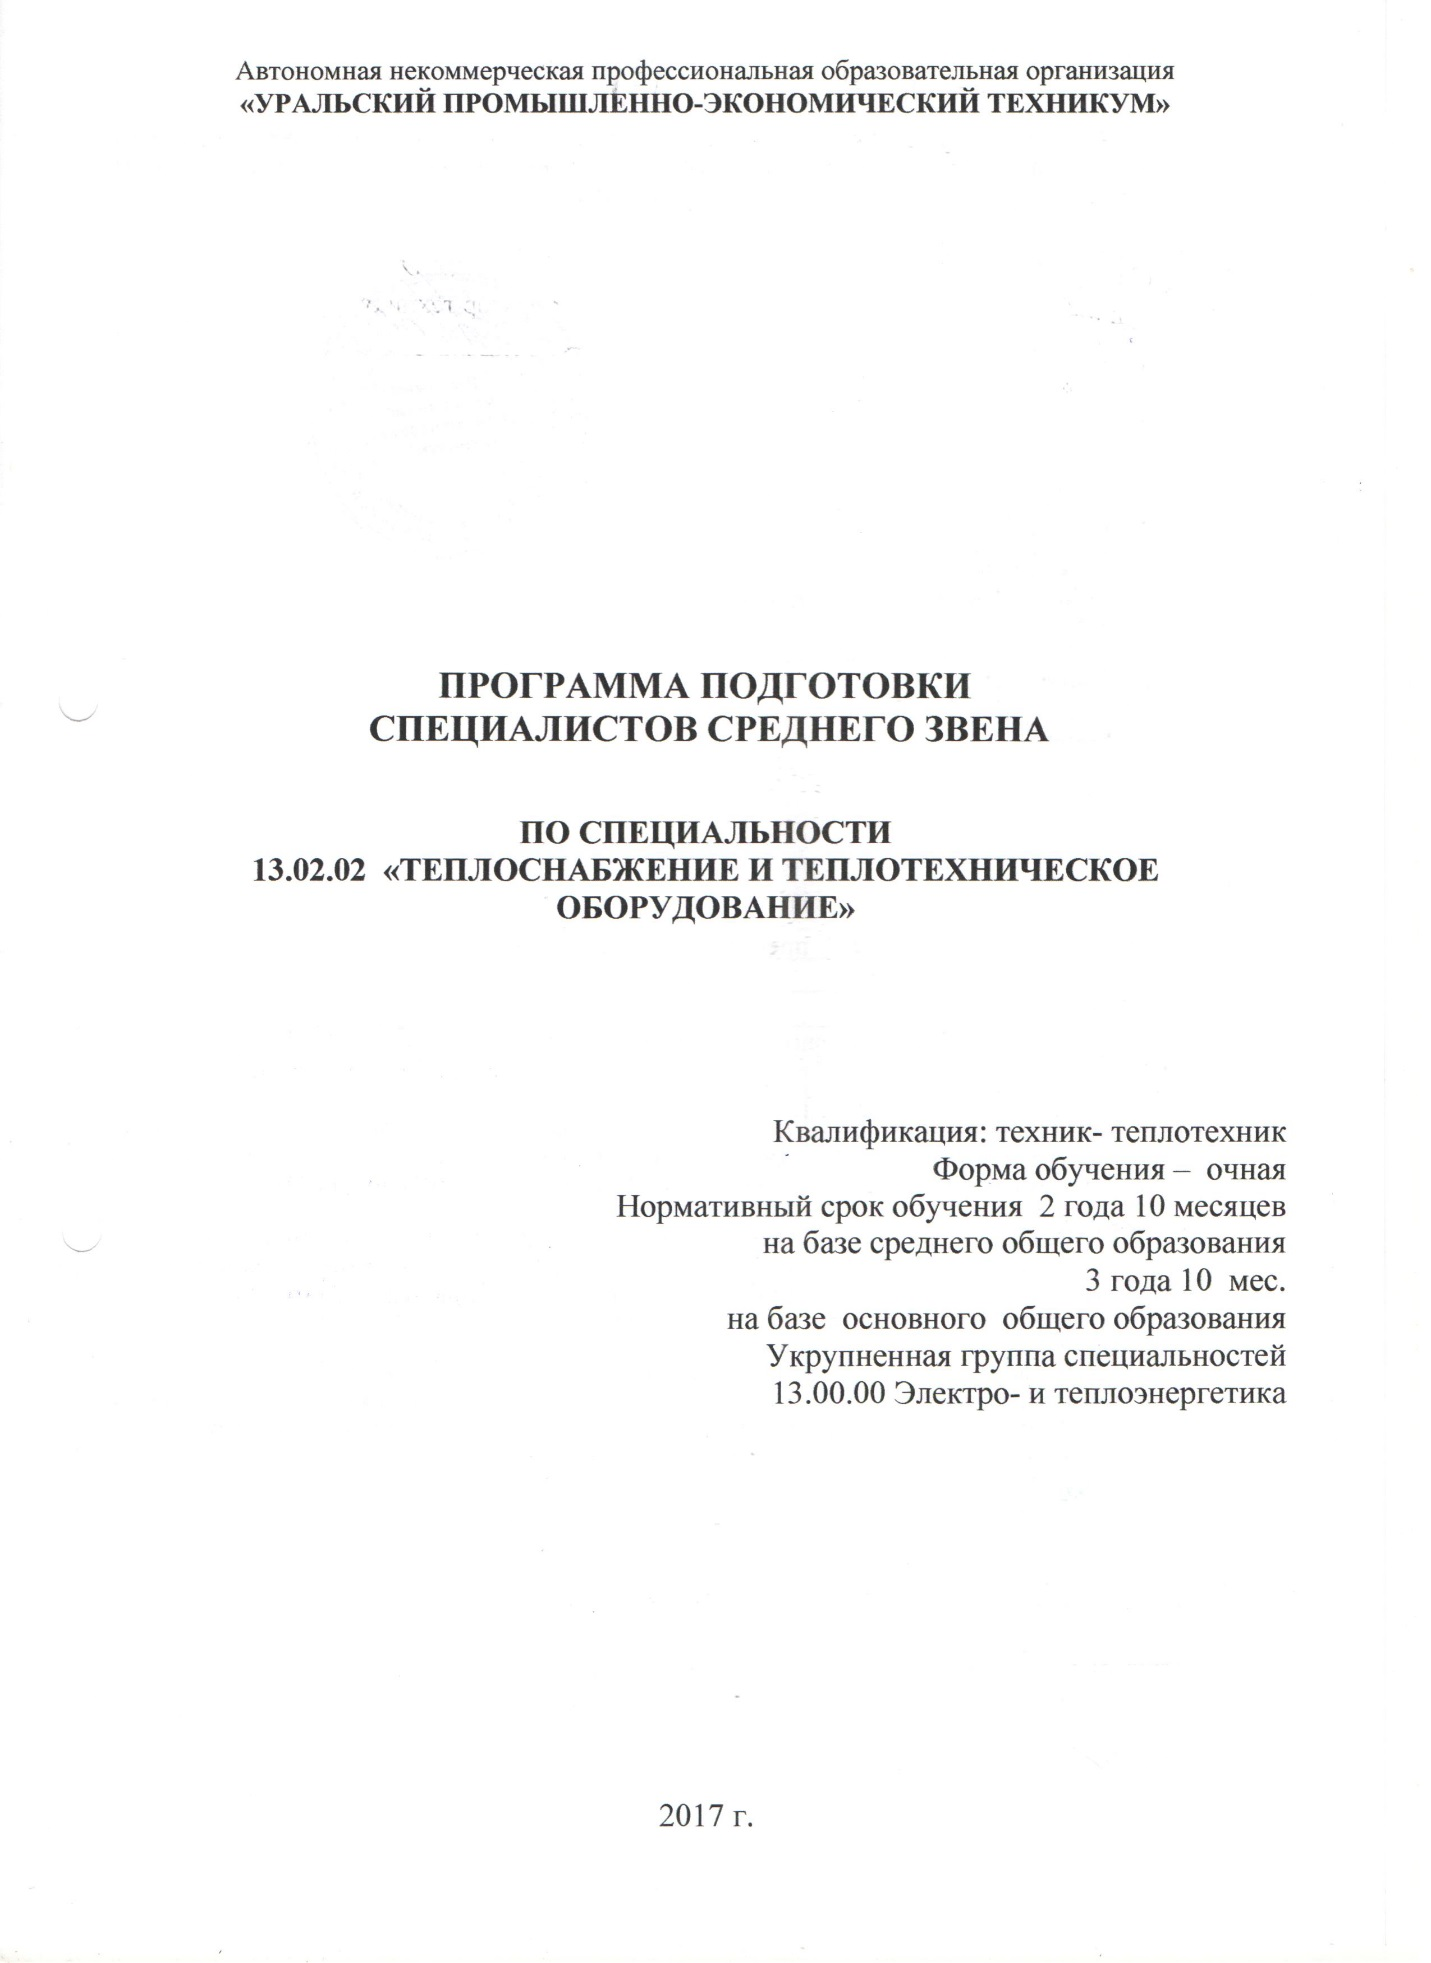 Автономная некоммерческая профессиональная образовательная организация
«УРАЛЬСКИЙ ПРОМЫШЛЕННО-ЭКОНОМИЧЕСКИЙ ТЕХНИКУМ»
ПРОГРАММА ПОДГОТОВКИ
СПЕЦИАЛИСТОВ СРЕДНЕГО ЗВЕНА
ПО СПЕЦИАЛЬНОСТИ
13.02.02 «ТЕПЛОСНАБЖЕНИЕ И ТЕПЛОТЕХНИЧЕСКОЕ
ОБОРУДОВАНИЕ»
Квалификация: техник- теплотехник
Форма обучения – очная
Нормативный срок обучения 2 года 10 месяцев
на базе среднего общего образования
3 года 10 мес.
на базе основного общего образования
Укрупненная группа специальностей
13.00.00 Электро- и теплоэнергетика
2017 г.